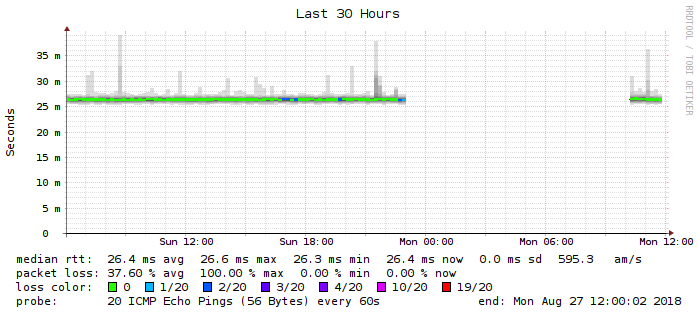 Last 30 Hours
RRDTOOL / TOBI OETIKER
Seconds
35 m
30 m
25 m
20 m
15 m
10 m
5 m
0
Sun 12:00 Sun 18:00 Mon 00:00 Mon 06:00 Mon 12:00
median rtt: 26.4 ms avg 26.6 ms max 26.3 ms min 26.4 ms now 0.0 ms sd 595.3 am/s
packet loss: 37.60 % avg 100.00 % max 0.00 % min 0.00 % now
loss color: 0 1/20 2/20 3/20 4/20 10/20 19/20
probe: 20 ICMP Echo Pings (56 Bytes) every 60s end: Mon Aug 27 12:00:02 2018